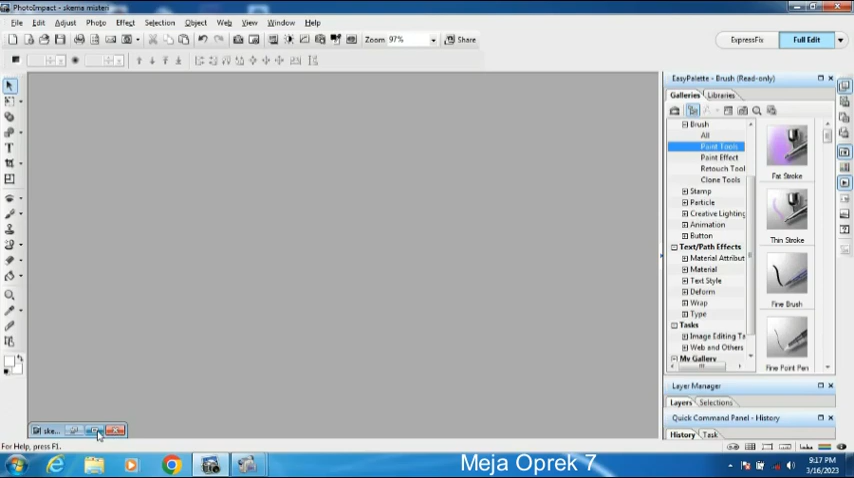 PhotoImpact - skema misteri
File Edit Adjust Photo Effect Selection Object Web View Window Help
Zoom 97% Share ExpressFix Full Edit
EasyPalette - Brush (Read-only)
Galleries Libraries
Brush
All
Paint Tools
Paint Effect
Retouch Tool
Clone Tools
Stamp
Particle
Creative Lighting
Animation
Button
Text/Path Effects
Material Attribut
Material
Text Style
Deform
Wrap
Type
Tasks
Image Editing Ta
Web and Others
My Gallery
Fat Stroke
Thin Stroke
Fine Brush
Fine Point Pen
Layer Manager
Layers Selections
Quick Command Panel - History
History Task
ske...
For Help, press F1.
Meja Oprek 7
9:17 PM
3/16/2023